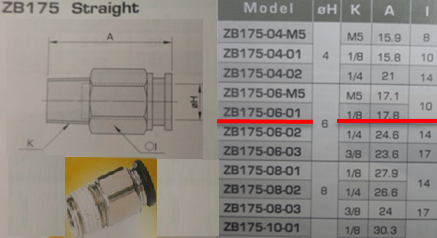 ZB175 Straight
A
øH
K
I
Model øH K A I
ZB175-04-M5 4 M5 15.9 8
ZB175-04-01 1/8 15.8 10
ZB175-04-02 1/4 21 14
ZB175-06-M5 6 M5 17.1 10
ZB175-06-01 1/8 17.8
ZB175-06-02 1/4 24.6 14
ZB175-06-03 3/8 23.6 17
ZB175-08-01 8 1/8 27.9 14
ZB175-08-02 1/4 26.6
ZB175-08-03 3/8 24 17
ZB175-10-01 1/8 30.3